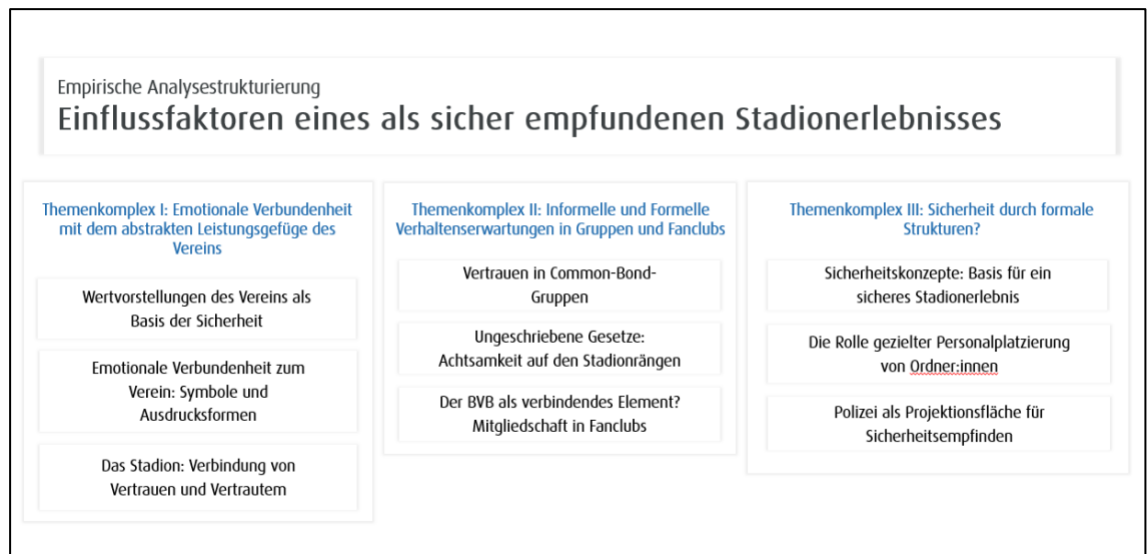 Empirische Analysestrukturierung
Einflussfaktoren eines als sicher empfundenen Stadionerlebnisses
Themenkomplex I: Emotionale Verbundenheit
mit dem abstrakten Leistungsgefüge des
Vereins
Wertvorstellungen des Vereins als
Basis der Sicherheit
Emotionale Verbundenheit zum
Verein: Symbole und
Ausdrucksformen
Das Stadion: Verbindung von
Vertrauen und Vertrautem
Themenkomplex II: Informelle und Formelle
Verhaltenserwartungen in Gruppen und Fanclubs
Vertrauen in Common-Bond-
Gruppen
Ungeschriebene Gesetze:
Achtsamkeit auf den Stadionrängen
Der BVB als verbindendes Element?
Mitgliedschaft in Fanclubs
Themenkomplex III: Sicherheit durch formale
Strukturen?
Sicherheitskonzepte: Basis für ein
sicheres Stadionerlebnis
Die Rolle gezielter Personalplatzierung
von Ordner:innen
Polizei als Projektionsfläche für
Sicherheitsempfinden